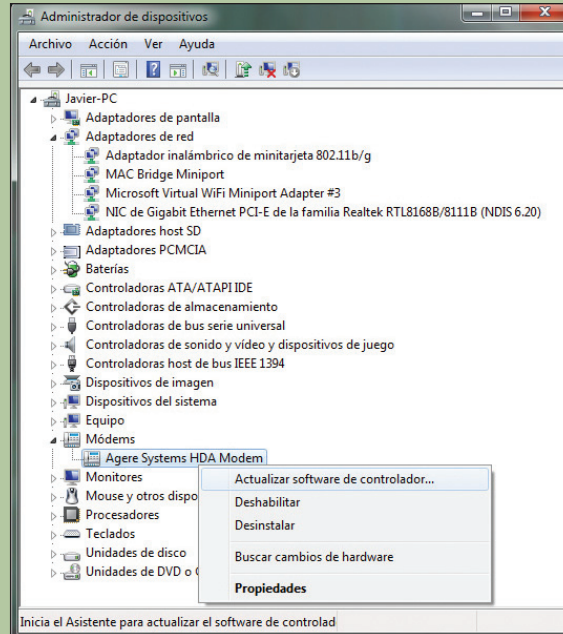 Administrador de dispositivos
Archivo Acción Ver Ayuda
Javier-PC
Adaptadores de pantalla
Adaptadores de red
Adaptador inalámbrico de minitarjeta 802.11b/g
MAC Bridge Miniport
Microsoft Virtual WiFi Miniport Adapter #3
NIC de Gigabit Ethernet PCI-E de la familia Realtek RTL8168B/8111B (NDIS 6.20)
Adaptadores host SD
Adaptadores PCMCIA
Baterías
Controladoras ATA/ATAPI IDE
Controladoras de almacenamiento
Controladoras de bus serie universal
Controladoras de sonido y vídeo y dispositivos de juego
Controladoras host de bus IEEE 1394
Dispositivos de imagen
Dispositivos del sistema
Equipo
Módems
Agere Systems HDA Modem
Monitores
Mouse y otros dispo
Procesadores
Teclados
Unidades de disco
Unidades de DVD o
Actualizar software de controlador...
Deshabilitar
Desinstalar
Buscar cambios de hardware
Propiedades
Inicia el Asistente para actualizar el software de controlad